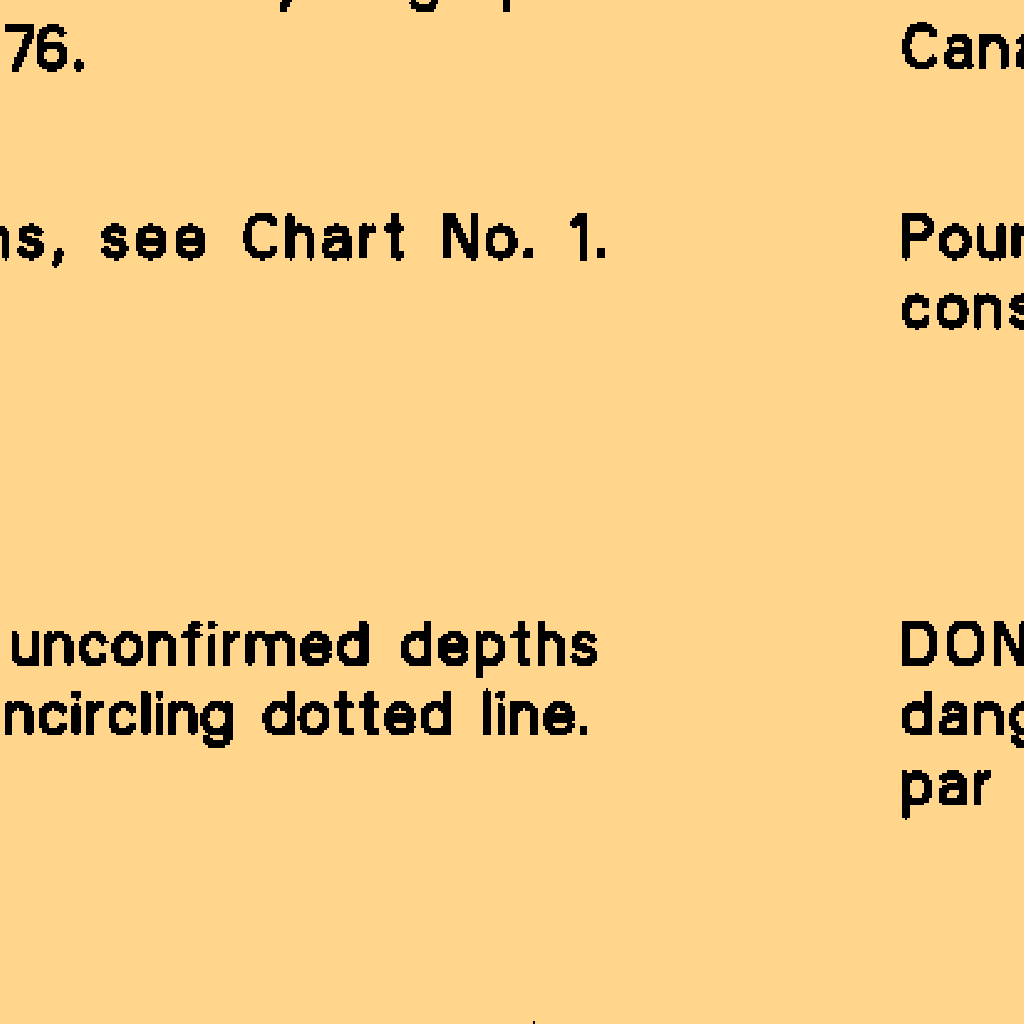 76.
ns, see Chart No. 1.
unconfirmed depths
ncircling dotted line.
Cana
Pour
cons
DON
dang
par